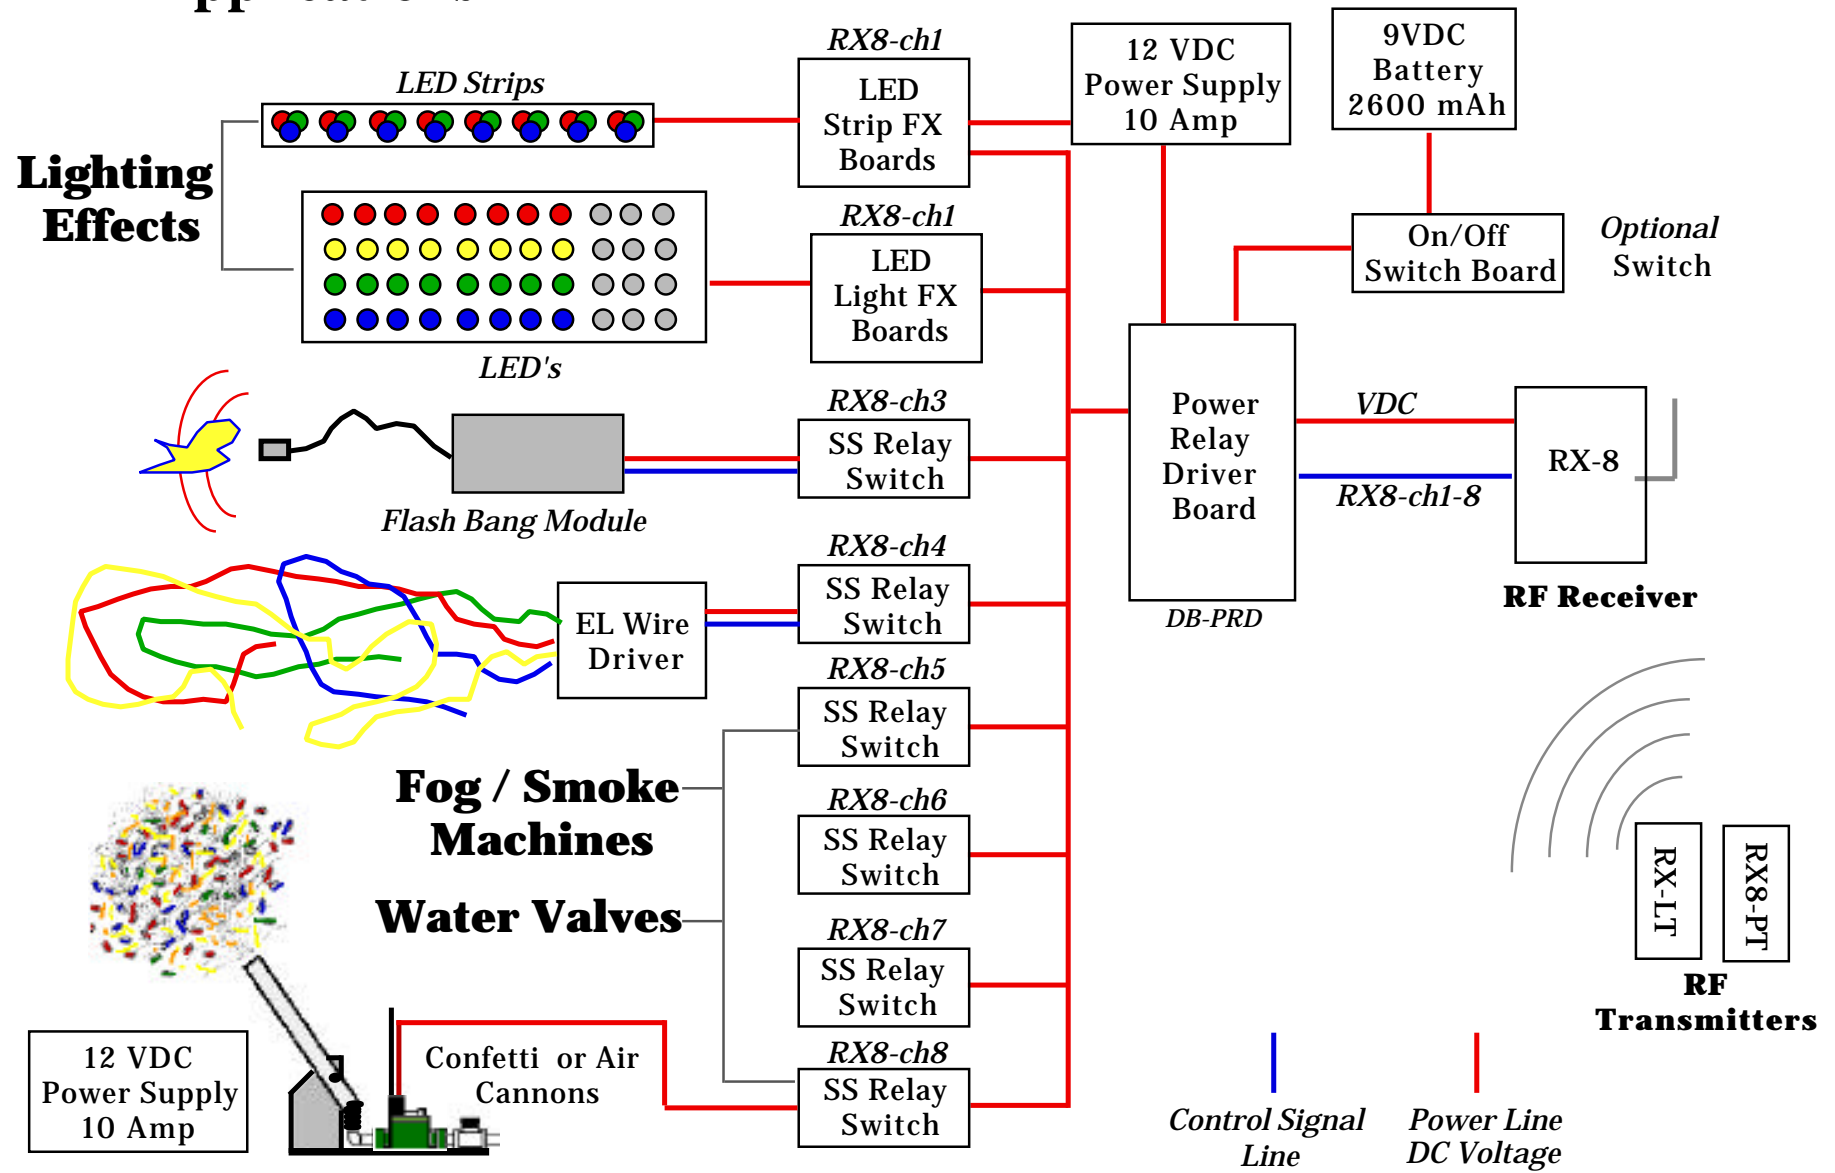 RX8-ch1
LED Strips
LED
Strip FX
Boards
12 VDC
Power Supply
10 Amp
9VDC
Battery
2600 mAh
Lighting
Effects
RX8-ch1
LED
Light FX
Boards
On/Off
Switch Board
Optional
Switch
LED's
RX8-ch3
SS Relay
Switch
Flash Bang Module
Power
Relay
Driver
Board
DB-PRD
VDC
RX8-ch1-8
RX-8
RF Receiver
RX8-ch4
SS Relay
Switch
EL Wire
Driver
RX8-ch5
SS Relay
Switch
Fog / Smoke
Machines
RX8-ch6
SS Relay
Switch
Water Valves
RX8-ch7
SS Relay
Switch
RX-LT
RX8-PT
RF
Transmitters
12 VDC
Power Supply
10 Amp
Confetti or Air
Cannons
RX8-ch8
SS Relay
Switch
Control Signal
Line
Power Line
DC Voltage